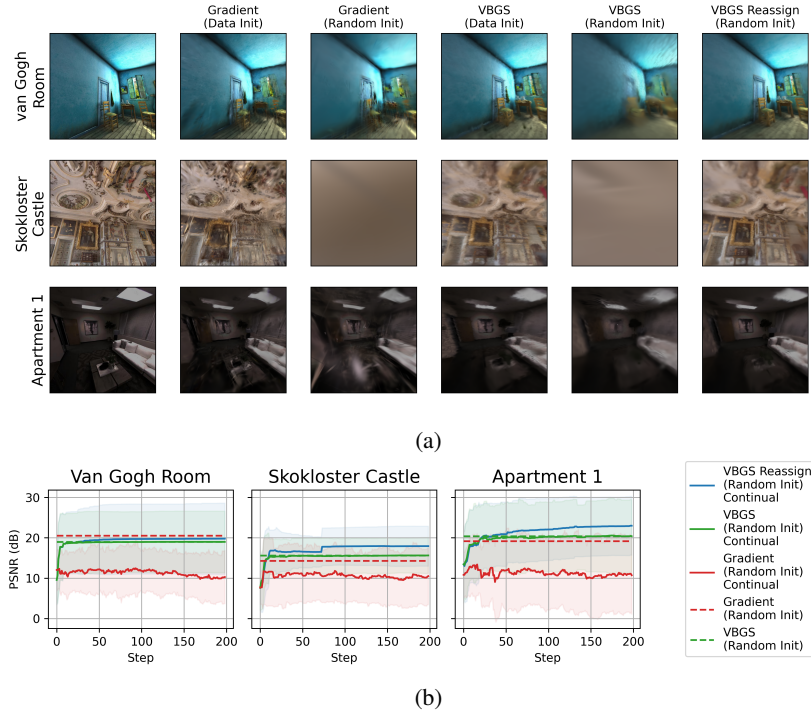 Gradient
(Data Init)
Gradient
(Random Init)
VBGS
(Data Init)
VBGS
(Random Init)
VBGS Reassign
(Random Init)
van Gogh
Room
Skokloster
Castle
Apartment 1
(a)
Van Gogh Room
Skokloster Castle
Apartment 1
PSNR (dB)
30
20
10
0
0 50 100 150 200
0 50 100 150 200
0 50 100 150 200
Step
Step
Step
VBGS Reassign
(Random Init)
Continual
VBGS
(Random Init)
Continual
Gradient
(Random Init)
Continual
Gradient
(Random Init)
VBGS
(Random Init)
(b)